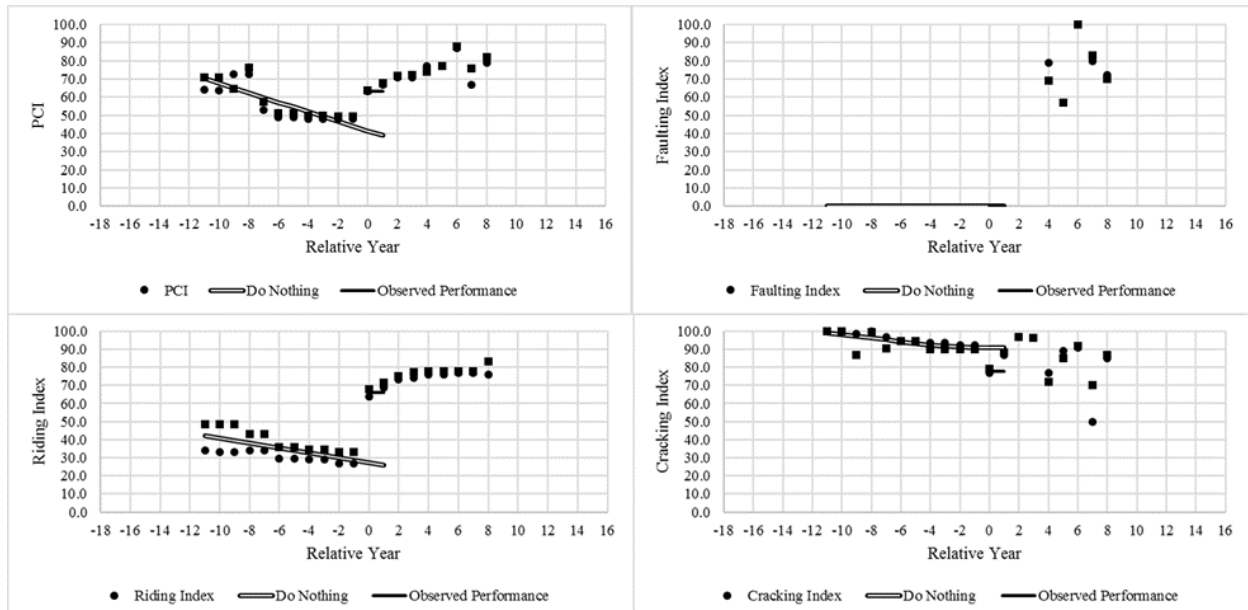 100.0
90.0
80.0
70.0
60.0
50.0
40.0
30.0
20.0
10.0
0.0
PCI
-18 -16 -14 -12 -10 -8 -6 -4 -2 0 2 4 6 8 10 12 14 16
Relative Year
PCI Do Nothing Observed Performance
100.0
90.0
80.0
70.0
60.0
50.0
40.0
30.0
20.0
10.0
0.0
Faulting Index
-18 -16 -14 -12 -10 -8 -6 -4 -2 0 2 4 6 8 10 12 14 16
Relative Year
Faulting Index Do Nothing Observed Performance
100.0
90.0
80.0
70.0
60.0
50.0
40.0
30.0
20.0
10.0
0.0
Riding Index
-18 -16 -14 -12 -10 -8 -6 -4 -2 0 2 4 6 8 10 12 14 16
Relative Year
Riding Index Do Nothing Observed Performance
100.0
90.0
80.0
70.0
60.0
50.0
40.0
30.0
20.0
10.0
0.0
Cracking Index
-18 -16 -14 -12 -10 -8 -6 -4 -2 0 2 4 6 8 10 12 14 16
Relative Year
Cracking Index Do Nothing Observed Performance